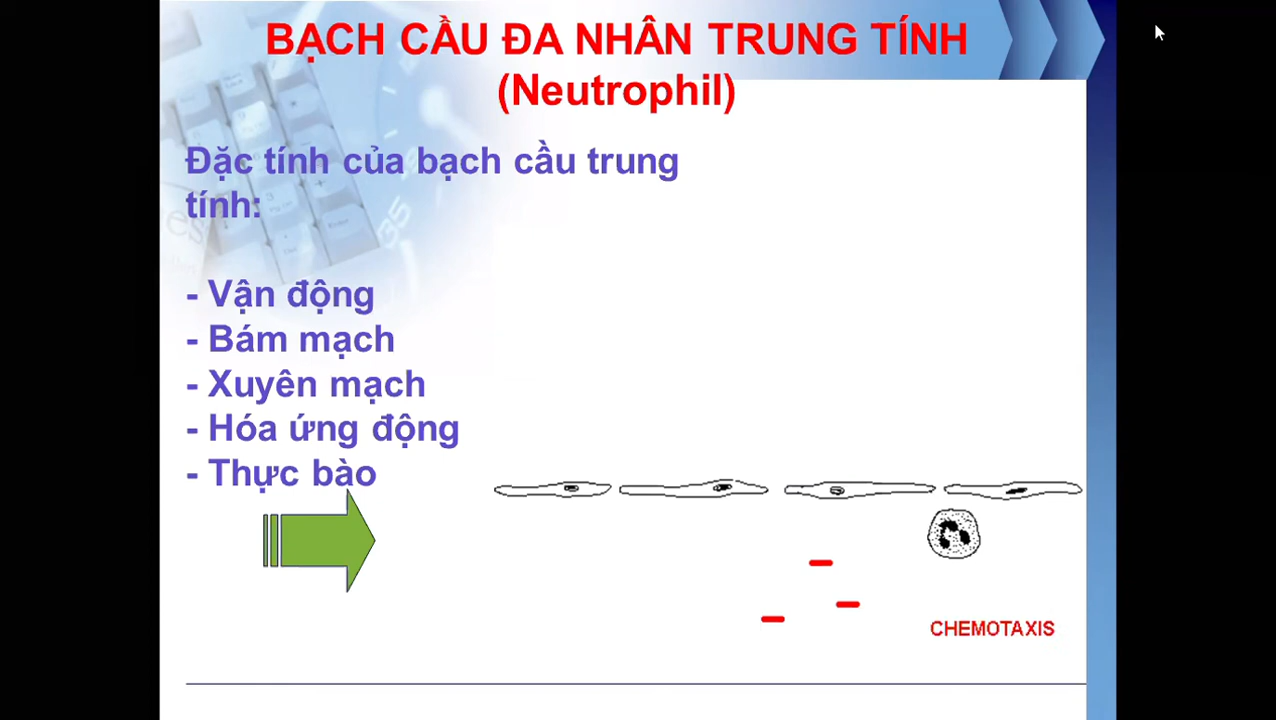 BẠCH CẦU ĐA NHÂN TRUNG TÍNH
(Neutrophil)
Đặc tính của bạch cầu trung
tính:
- Vận động
- Bám mạch
- Xuyên mạch
- Hóa ứng động
- Thực bào
CHEMOTAXIS